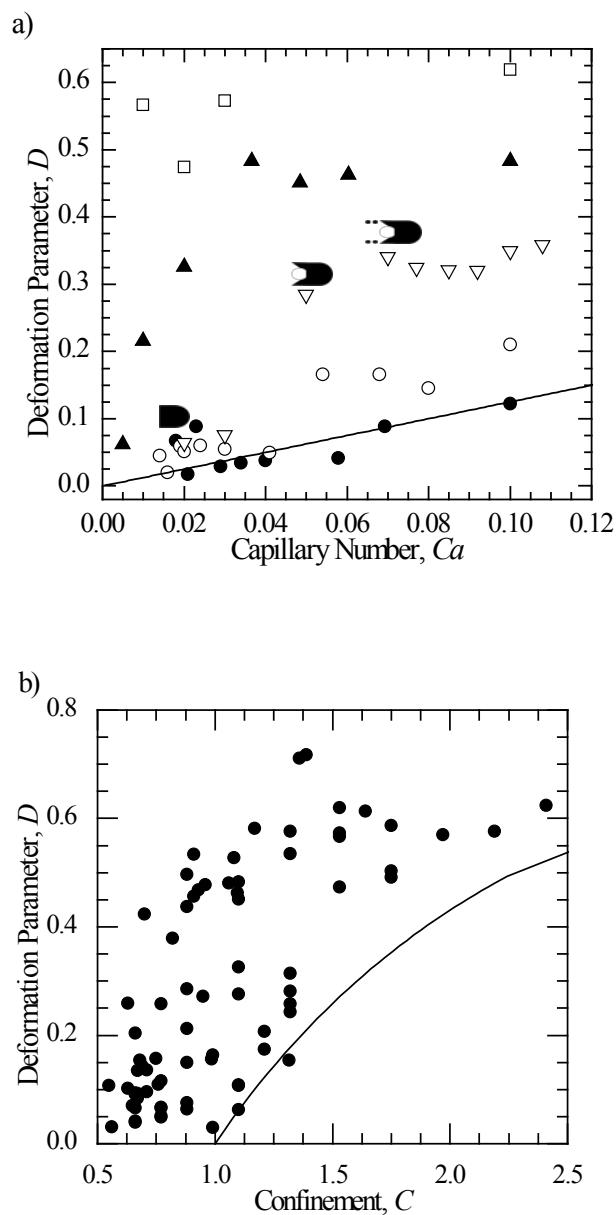 a)
0.6
0.5
0.4
0.3
0.2
0.1
0.0
Deformation Parameter, D
0.00 0.02 0.04 0.06 0.08 0.10 0.12
Capillary Number, Ca
b)
0.8
0.6
0.4
0.2
0.0
Deformation Parameter, D
0.5 1.0 1.5 2.0 2.5
Confinement, C